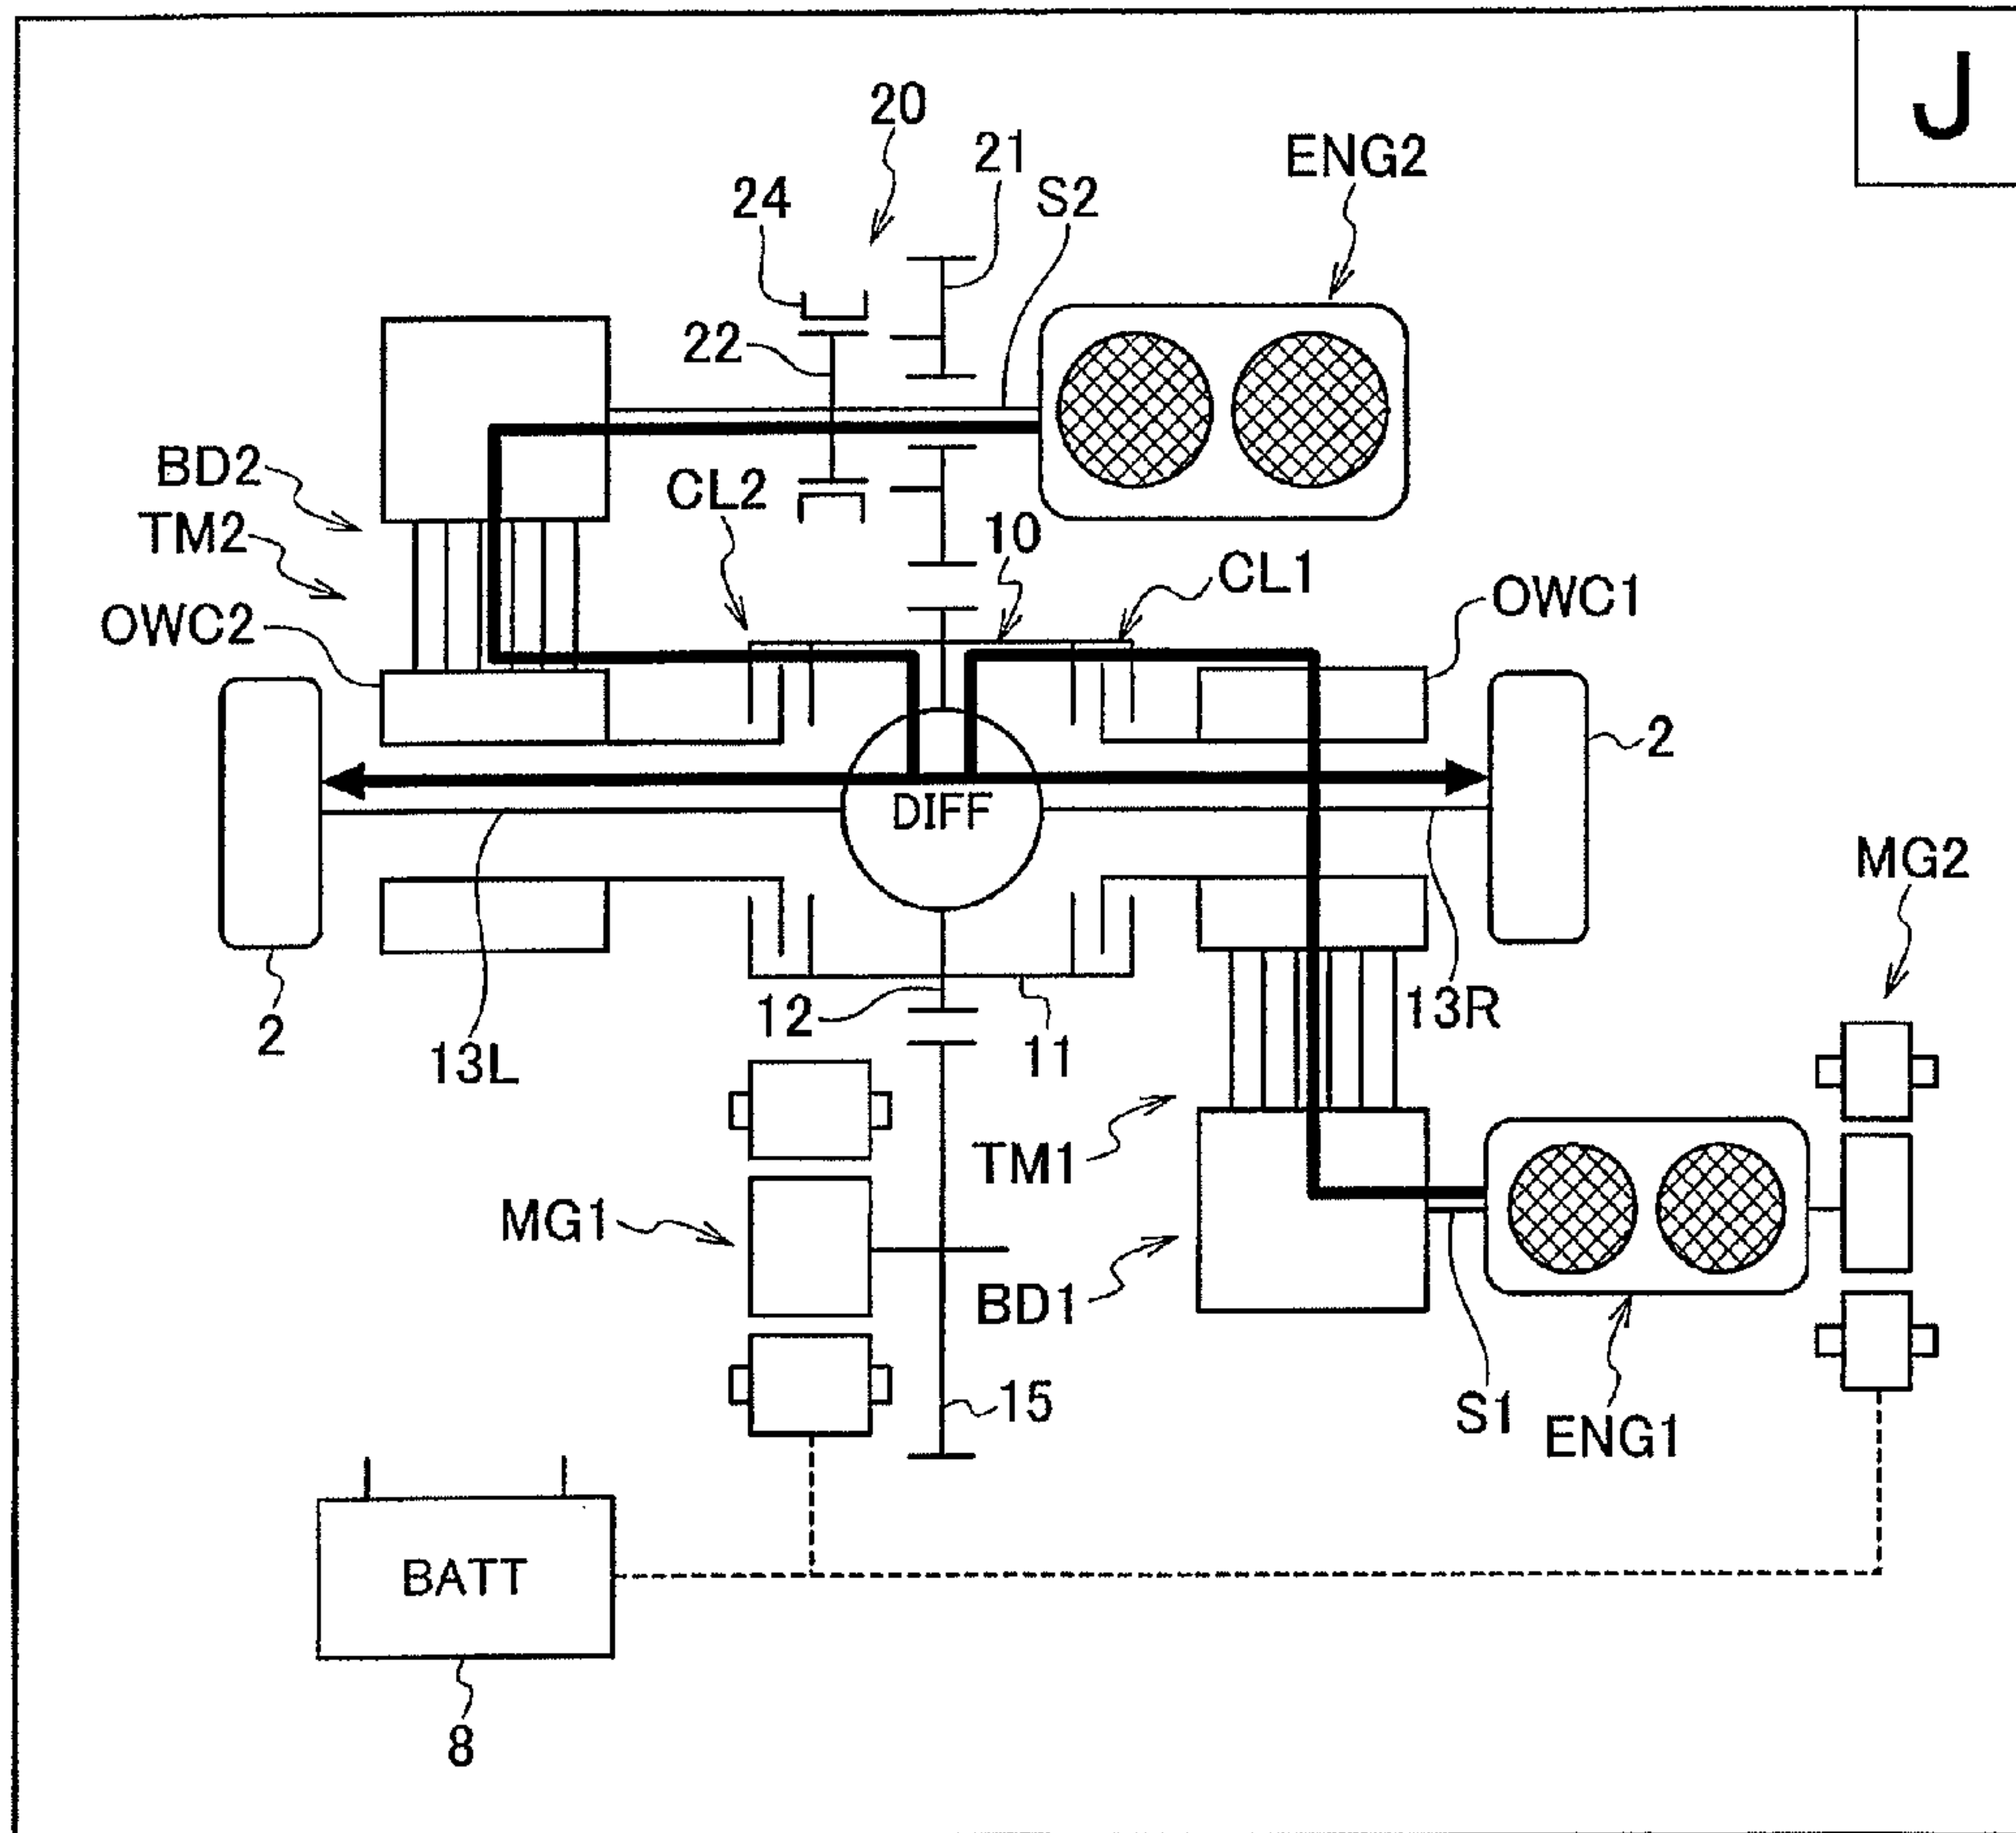 J
20
21
ENG2
24
S2
22
BD2
CL2
TM2
10
CL1
OWC1
OWC2
2
DIFF
MG2
12
13R
2
13L
11
TM1
MG1
BD1
15
S1
ENG1
BATT
8